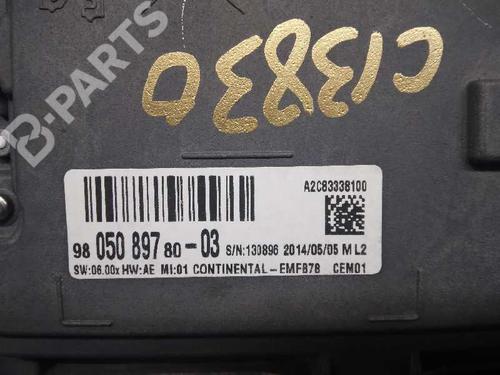 C1383D
B-PARTS
A2C83338100
98 050 897 80-03 S/N:130896 2014/05/05 M L2
SW:06.00x HW:AE MI:01 CONTINENTAL-EMFB78 CEM01